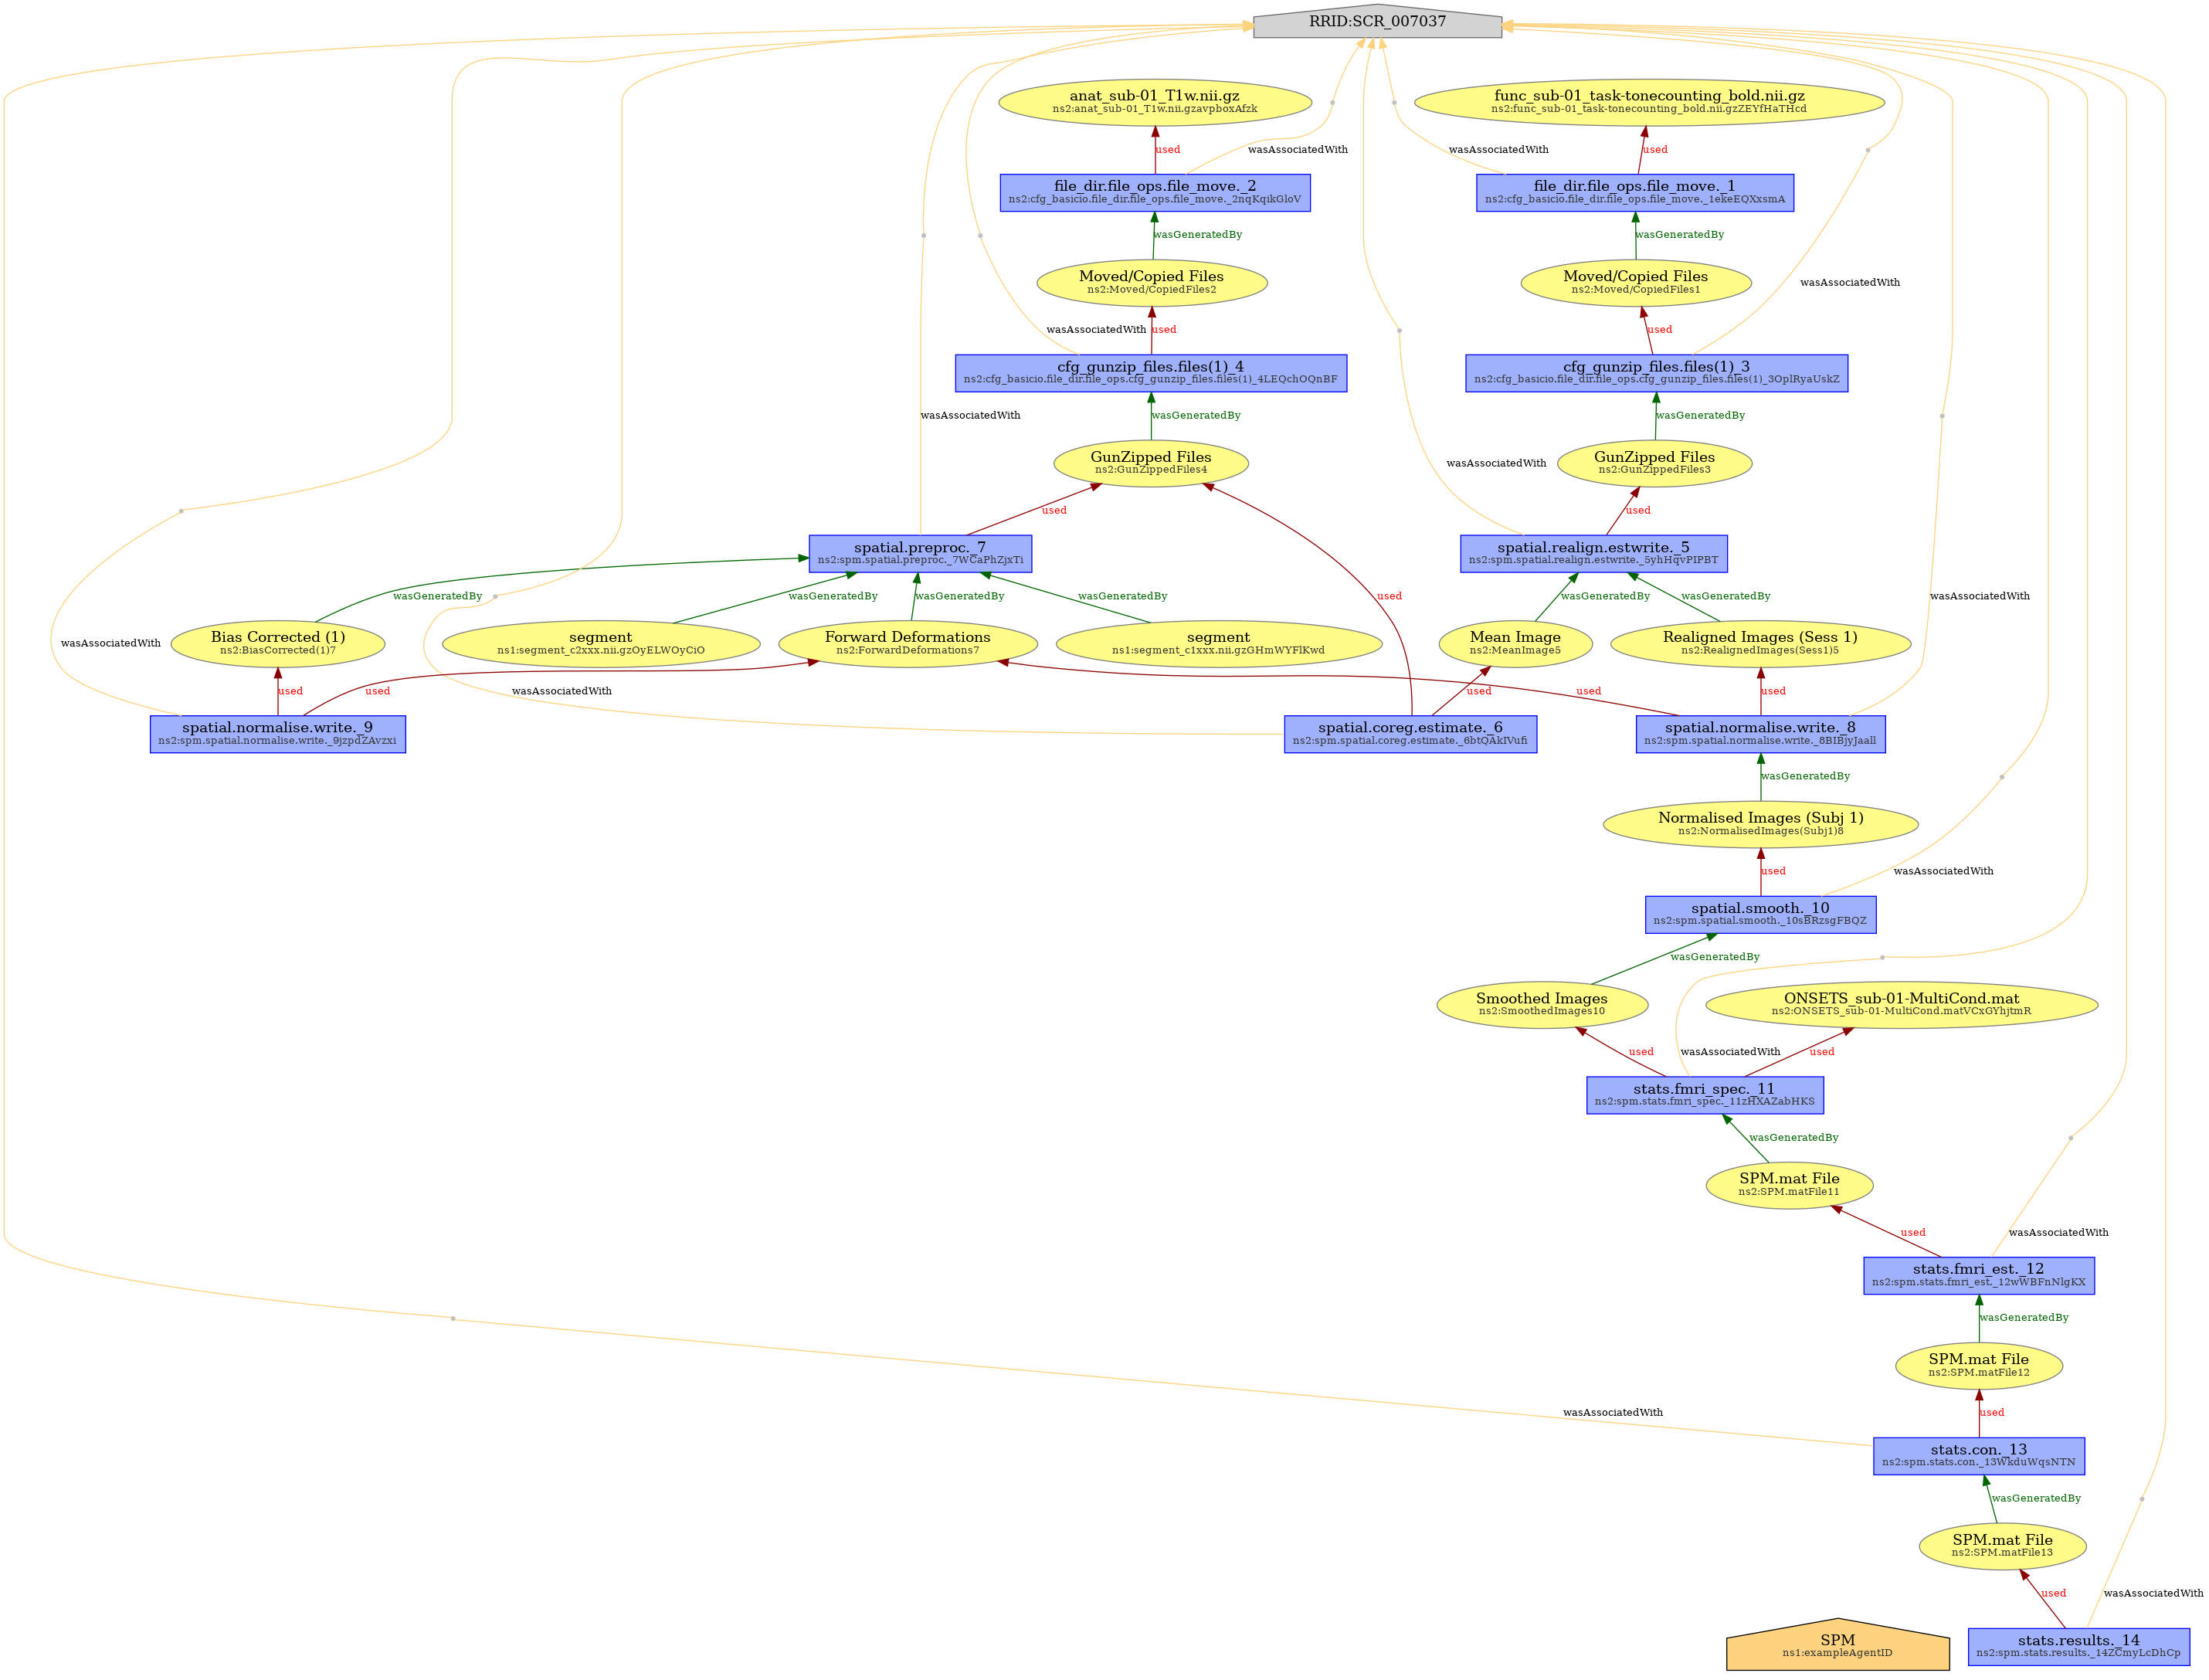 RRID:SCR_007037
anat_sub-01_T1w.nii.gz
ns2:anat_sub-01_T1w.nii.gzavpboxAfzk
func_sub-01_task-tonecounting_bold.nii.gz
ns2:func_sub-01_task-tonecounting_bold.nii.gzZEYfHaTHcd
used
wasAssociatedWith
wasAssociatedWith
used
file_dir.file_ops.file_move._2
ns2:cfg_basicio.file_dir.file_ops.file_move._2nqKqikGloV
file_dir.file_ops.file_move._1
ns2:cfg_basicio.file_dir.file_ops.file_move._1ekeEQXxsmA
wasGeneratedBy
wasGeneratedBy
Moved/Copied Files
ns2:Moved/CopiedFiles2
Moved/Copied Files
ns2:Moved/CopiedFiles1
wasAssociatedWith
wasAssociatedWith
used
used
cfg_gunzip_files.files(1)_4
ns2:cfg_basicio.file_dir.file_ops.cfg_gunzip_files.files(1)_4LEQchOQnBF
cfg_gunzip_files.files(1)_3
ns2:cfg_basicio.file_dir.file_ops.cfg_gunzip_files.files(1)_3OplRyaUskZ
wasAssociatedWith
wasGeneratedBy
wasGeneratedBy
GunZipped Files
ns2:GunZippedFiles4
wasAssociatedWith
GunZipped Files
ns2:GunZippedFiles3
used
used
spatial.preproc._7
ns2:spm.spatial.preproc._7WCaPhZjxTi
spatial.realign.estwrite._5
ns2:spm.spatial.realign.estwrite._5yhHqvPIPBT
wasGeneratedBy
wasGeneratedBy
wasGeneratedBy
wasGeneratedBy
used
wasGeneratedBy
wasGeneratedBy
wasAssociatedWith
wasAssociatedWith
Bias Corrected (1)
ns2:BiasCorrected(1)7
segment
ns1:segment_c2xxx.nii.gzOyELWOyCiO
Forward Deformations
ns2:ForwardDeformations7
segment
ns1:segment_c1xxx.nii.gzGHmWYFlKwd
Mean Image
ns2:MeanImage5
Realigned Images (Sess 1)
ns2:RealignedImages(Sess1)5
used
used
wasAssociatedWith
used
used
used
spatial.normalise.write._9
ns2:spm.spatial.normalise.write._9jzpdZAvzxi
spatial.coreg.estimate._6
ns2:spm.spatial.coreg.estimate._6btQAkIVufi
spatial.normalise.write._8
ns2:spm.spatial.normalise.write._8BIBjyJaall
wasGeneratedBy
Normalised Images (Subj 1)
ns2:NormalisedImages(Subj1)8
used
wasAssociatedWith
spatial.smooth._10
ns2:spm.spatial.smooth._10sBRzsgFBQZ
wasGeneratedBy
Smoothed Images
ns2:SmoothedImages10
ONSETS_sub-01-MultiCond.mat
ns2:ONSETS_sub-01-MultiCond.matVCxGYhjtmR
used
wasAssociatedWith
used
stats.fmri_spec._11
ns2:spm.stats.fmri_spec._11zHXAZabHKS
wasGeneratedBy
SPM.mat File
ns2:SPM.matFile11
used
wasAssociatedWith
stats.fmri_est._12
ns2:spm.stats.fmri_est._12wWBFnNlgKX
wasGeneratedBy
SPM.mat File
ns2:SPM.matFile12
wasAssociatedWith
used
stats.con._13
ns2:spm.stats.con._13WkduWqsNTN
wasGeneratedBy
SPM.mat File
ns2:SPM.matFile13
used
wasAssociatedWith
SPM
ns1:exampleAgentID
stats.results._14
ns2:spm.stats.results._14ZCmyLcDhCp